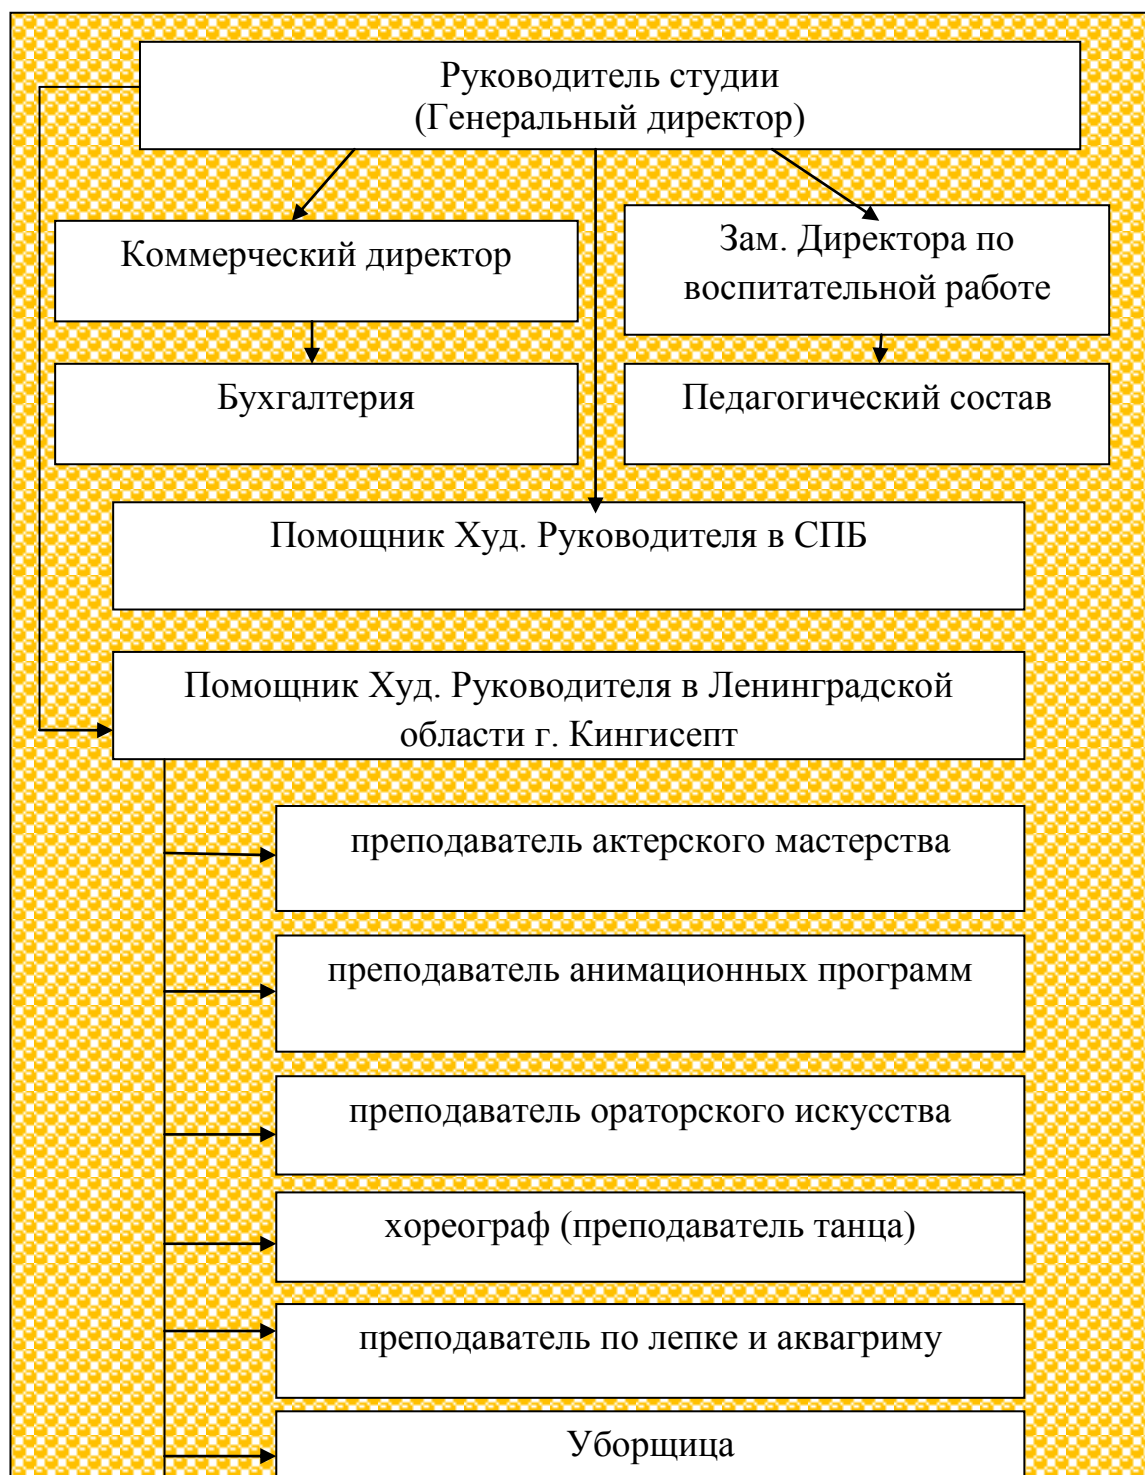 Руководитель студии
(Генеральный директор)
Коммерческий директор
Зам. Директора по
воспитательной работе
Бухгалтерия
Педагогический состав
Помощник Худ. Руководителя в СПБ
Помощник Худ. Руководителя в Ленинградской
области г. Кингисепт
преподаватель актерского мастерства
преподаватель анимационных программ
преподаватель ораторского искусства
хореограф (преподаватель танца)
преподаватель по лепке и аквагриму
Уборщица